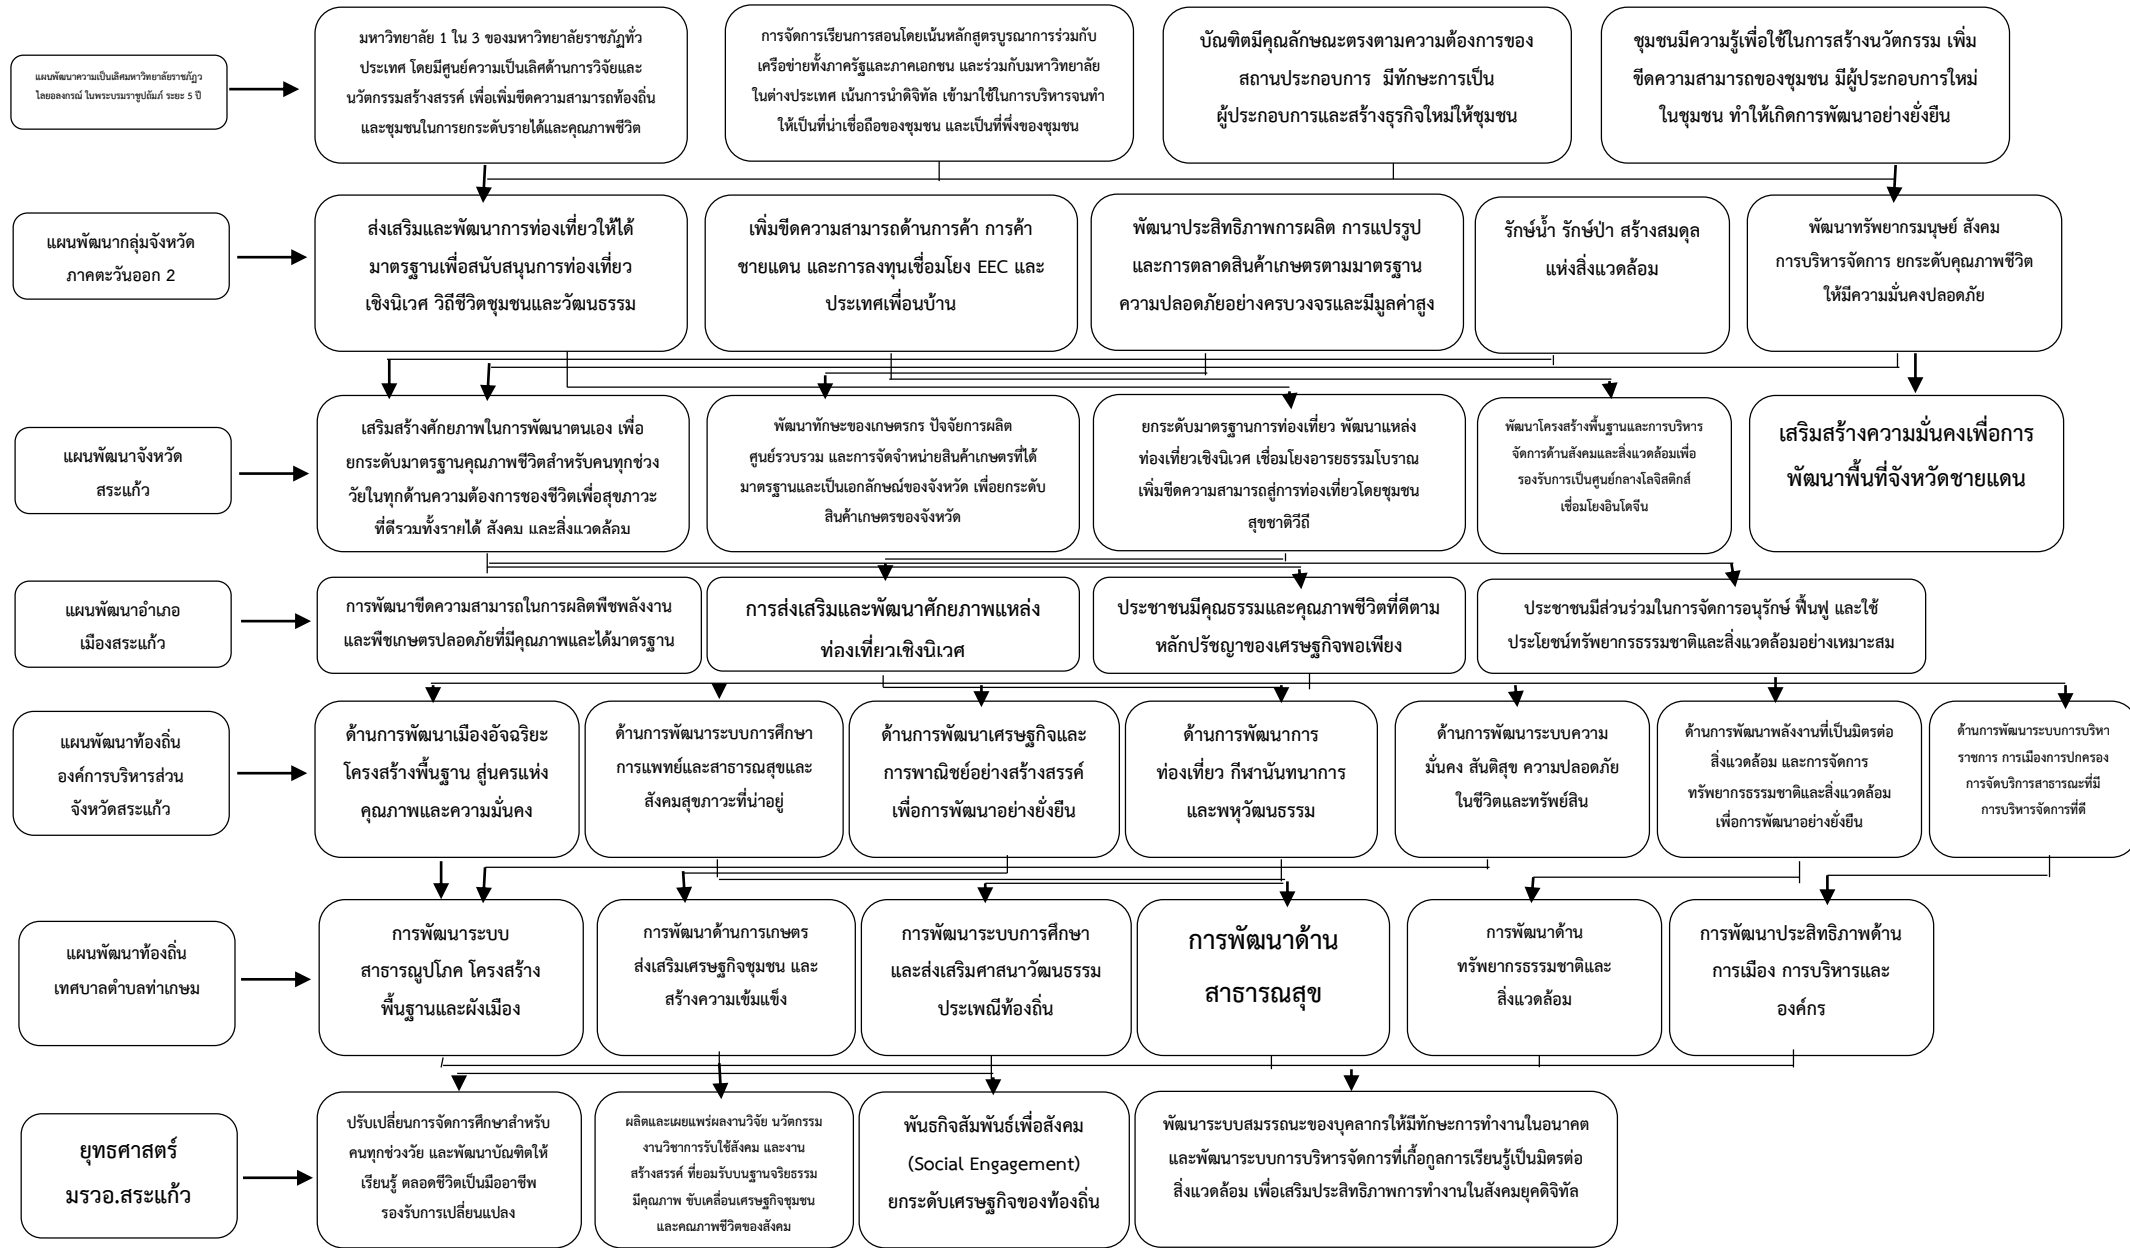 แผนพัฒนาความเป็นเลิศมหาวิทยาลัยราชภัฏว
ไลยอลงกรณ์ ในพระบรมราชูปถัมภ์ ระยะ 5 ปี
มหาวิทยาลัย 1 ใน 3 ของมหาวิทยาลัยราชภัฏทั่ว
ประเทศ โดยมีศูนย์ความเป็นเลิศด้านการวิจัยและ
นวัตกรรมสร้างสรรค์ เพื่อเพิ่มขีดความสามารถท้องถิ่น
และชุมชนในการยกระดับรายได้และคุณภาพชีวิต
การจัดการเรียนการสอนโดยเน้นหลักสูตรบูรณาการร่วมกับ
เครือข่ายทั้งภาครัฐและภาคเอกชน และร่วมกับมหาวิทยาลัย
ในต่างประเทศ เน้นการนำดิจิทัล เข้ามาใช้ในการบริหารจนทำ
ให้เป็นที่น่าเชื่อถือของชุมชน และเป็นที่พึ่งของชุมชน
บัณฑิตมีคุณลักษณะตรงตามความต้องการของ
สถานประกอบการ มีทักษะการเป็น
ผู้ประกอบการและสร้างธุรกิจใหม่ให้ชุมชน
ชุมชนมีความรู้เพื่อใช้ในการสร้างนวัตกรรม เพิ่ม
ขีดความสามารถของชุมชน มีผู้ประกอบการใหม่
ในชุมชน ทำให้เกิดการพัฒนาอย่างยั่งยืน
แผนพัฒนากลุ่มจังหวัด
ภาคตะวันออก 2
ส่งเสริมและพัฒนาการท่องเที่ยวให้ได้
มาตรฐานเพื่อสนับสนุนการท่องเที่ยว
เชิงนิเวศ วิถีชีวิตชุมชนและวัฒนธรรม
เพิ่มขีดความสามารถด้านการค้า การค้า
ชายแดน และการลงทุนเชื่อมโยง EEC และ
ประเทศเพื่อนบ้าน
พัฒนาประสิทธิภาพการผลิต การแปรรูป
และการตลาดสินค้าเกษตรตามมาตรฐาน
ความปลอดภัยอย่างครบวงจรและมีมูลค่าสูง
รักษ์น้ำ รักษ์ป่า สร้างสมดุล
แห่งสิ่งแวดล้อม
พัฒนาทรัพยากรมนุษย์ สังคม
การบริหารจัดการ ยกระดับคุณภาพชีวิต
ให้มีความมั่นคงปลอดภัย
แผนพัฒนาจังหวัด
สระแก้ว
เสริมสร้างศักยภาพในการพัฒนาตนเอง เพื่อ
ยกระดับมาตรฐานคุณภาพชีวิตสำหรับคนทุกช่วง
วัยในทุกด้านความต้องการชองชีวิตเพื่อสุขภาวะ
ที่ดีรวมทั้งรายได้ สังคม และสิ่งแวดล้อม
พัฒนาทักษะของเกษตรกร ปัจจัยการผลิต
ศูนย์รวบรวม และการจัดจำหน่ายสินค้าเกษตรที่ได้
มาตรฐานและเป็นเอกลักษณ์ของจังหวัด เพื่อยกระดับ
สินค้าเกษตรของจังหวัด
ยกระดับมาตรฐานการท่องเที่ยว พัฒนาแหล่ง
ท่องเที่ยวเชิงนิเวศ เชื่อมโยงอารยธรรมโบราณ
เพิ่มขีดความสามารถสู่การท่องเที่ยวโดยชุมชน
สุขชาติวีถี
พัฒนาโครงสร้างพื้นฐานและการบริหาร
จัดการด้านสังคมและสิ่งแวดล้อมเพื่อ
รองรับการเป็นศูนย์กลางโลจิสติกส์
เชื่อมโยงอินโดจีน
เสริมสร้างความมั่นคงเพื่อการ
พัฒนาพื้นที่จังหวัดชายแดน
แผนพัฒนาอำเภอ
เมืองสระแก้ว
การพัฒนาขีดความสามารถในการผลิตพืชพลังงาน
และพืชเกษตรปลอดภัยที่มีคุณภาพและได้มาตรฐาน
การส่งเสริมและพัฒนาศักยภาพแหล่ง
ท่องเที่ยวเชิงนิเวศ
ประชาชนมีคุณธรรมและคุณภาพชีวิตที่ดีตาม
หลักปรัชญาของเศรษฐกิจพอเพียง
ประชาชนมีส่วนร่วมในการจัดการอนุรักษ์ ฟื้นฟู และใช้
ประโยชน์ทรัพยากรธรรมชาติและสิ่งแวดล้อมอย่างเหมาะสม
แผนพัฒนาท้องถิ่น
องค์การบริหารส่วน
จังหวัดสระแก้ว
ด้านการพัฒนาเมืองอัจฉริยะ
โครงสร้างพื้นฐาน สู่นครแห่ง
คุณภาพและความมั่นคง
ด้านการพัฒนาระบบการศึกษา
การแพทย์และสาธารณสุขและ
สังคมสุขภาวะที่น่าอยู่
ด้านการพัฒนาเศรษฐกิจและ
การพาณิชย์อย่างสร้างสรรค์
เพื่อการพัฒนาอย่างยั่งยืน
ด้านการพัฒนาการ
ท่องเที่ยว กีฬานันทนาการ
และพหุวัฒนธรรม
ด้านการพัฒนาระบบความ
มั่นคง สันติสุข ความปลอดภัย
ในชีวิตและทรัพย์สิน
ด้านการพัฒนาพลังงานที่เป็นมิตรต่อ
สิ่งแวดล้อม และการจัดการ
ทรัพยากรธรรมชาติและสิ่งแวดล้อม
เพื่อการพัฒนาอย่างยั่งยืน
ด้านการพัฒนาระบบการบริหา
ราชการ การเมืองการปกครอง
การจัดบริการสาธารณะที่มี
การบริหารจัดการที่ดี
แผนพัฒนาท้องถิ่น
เทศบาลตำบลท่าเกษม
การพัฒนาระบบ
สาธารณูปโภค โครงสร้าง
พื้นฐานและผังเมือง
การพัฒนาด้านการเกษตร
ส่งเสริมเศรษฐกิจชุมชน และ
สร้างความเข้มแข็ง
การพัฒนาระบบการศึกษา
และส่งเสริมศาสนาวัฒนธรรม
ประเพณีท้องถิ่น
การพัฒนาด้าน
สาธารณสุข
การพัฒนาด้าน
ทรัพยากรธรรมชาติและ
สิ่งแวดล้อม
การพัฒนาประสิทธิภาพด้าน
การเมือง การบริหารและ
องค์กร
ยุทธศาสตร์
มรวอ.สระแก้ว
ปรับเปลี่ยนการจัดการศึกษาสำหรับ
คนทุกช่วงวัย และพัฒนาบัณฑิตให้
เรียนรู้ ตลอดชีวิตเป็นมืออาชีพ
รองรับการเปลี่ยนแปลง
ผลิตและเผยแพร่ผลงานวิจัย นวัตกรรม
งานวิชาการรับใช้สังคม และงาน
สร้างสรรค์ ที่ยอมรับบนฐานจริยธรรม
มีคุณภาพ ขับเคลื่อนเศรษฐกิจชุมชน
และคุณภาพชีวิตของสังคม
พันธกิจสัมพันธ์เพื่อสังคม
(Social Engagement)
ยกระดับเศรษฐกิจของท้องถิ่น
พัฒนาระบบสมรรถนะของบุคลากรให้มีทักษะการทำงานในอนาคต
และพัฒนาระบบการบริหารจัดการที่เกื้อกูลการเรียนรู้เป็นมิตรต่อ
สิ่งแวดล้อม เพื่อเสริมประสิทธิภาพการทำงานในสังคมยุคดิจิทัล